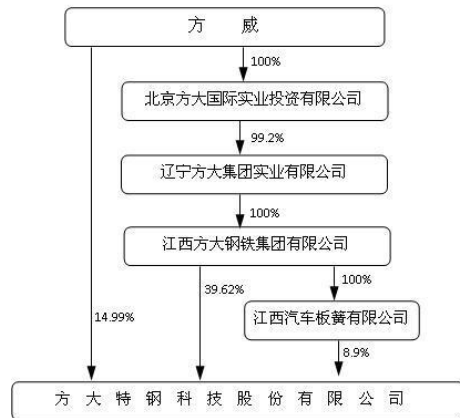 方 威
100%
北京方大国际实业投资有限公司
99.2%
辽宁方大集团实业有限公司
100%
江西方大钢铁集团有限公司
14.99%
39.62%
100%
江西汽车板簧有限公司
8.9%
方 大 特 钢 科 技 股 份 有 限 公 司